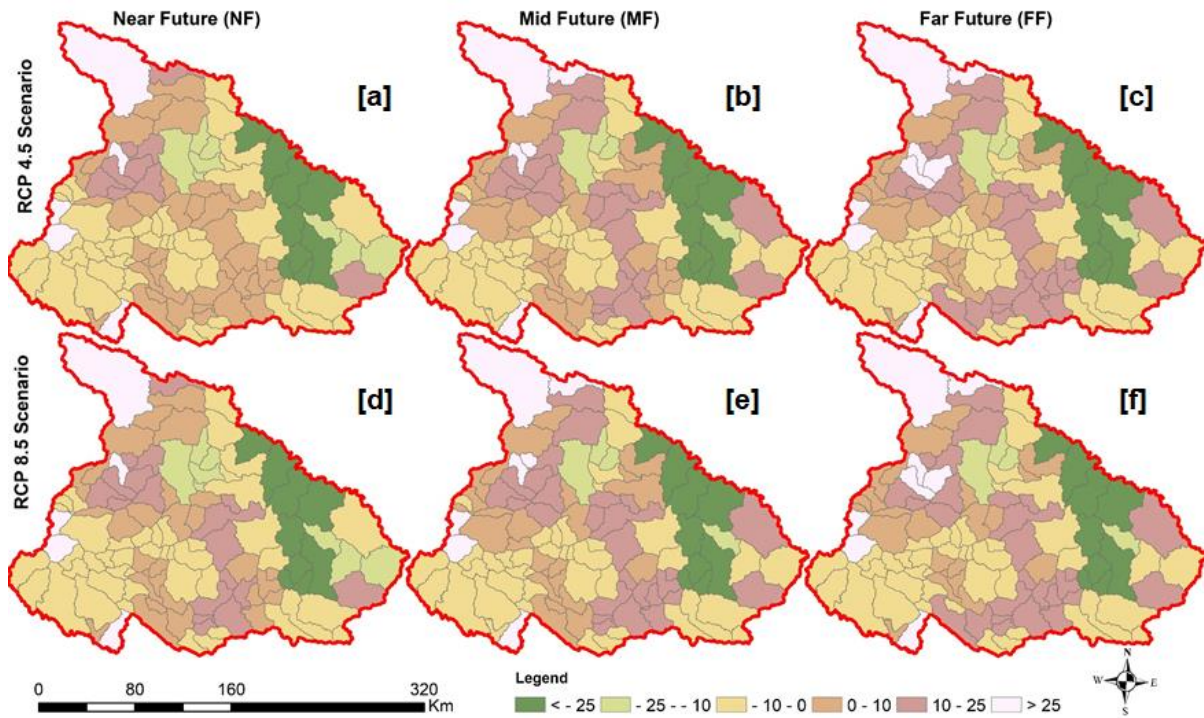 Near Future (NF)
Mid Future (MF)
Far Future (FF)
RCP 4.5 Scenario
[a]
[b]
[c]
RCP 8.5 Scenario
[d]
[e]
[f]
0 80 160 320
Km
Legend
< - 25 - 25 - - 10 - 10 - 0 0 - 10 10 - 25 > 25
N
W E
S